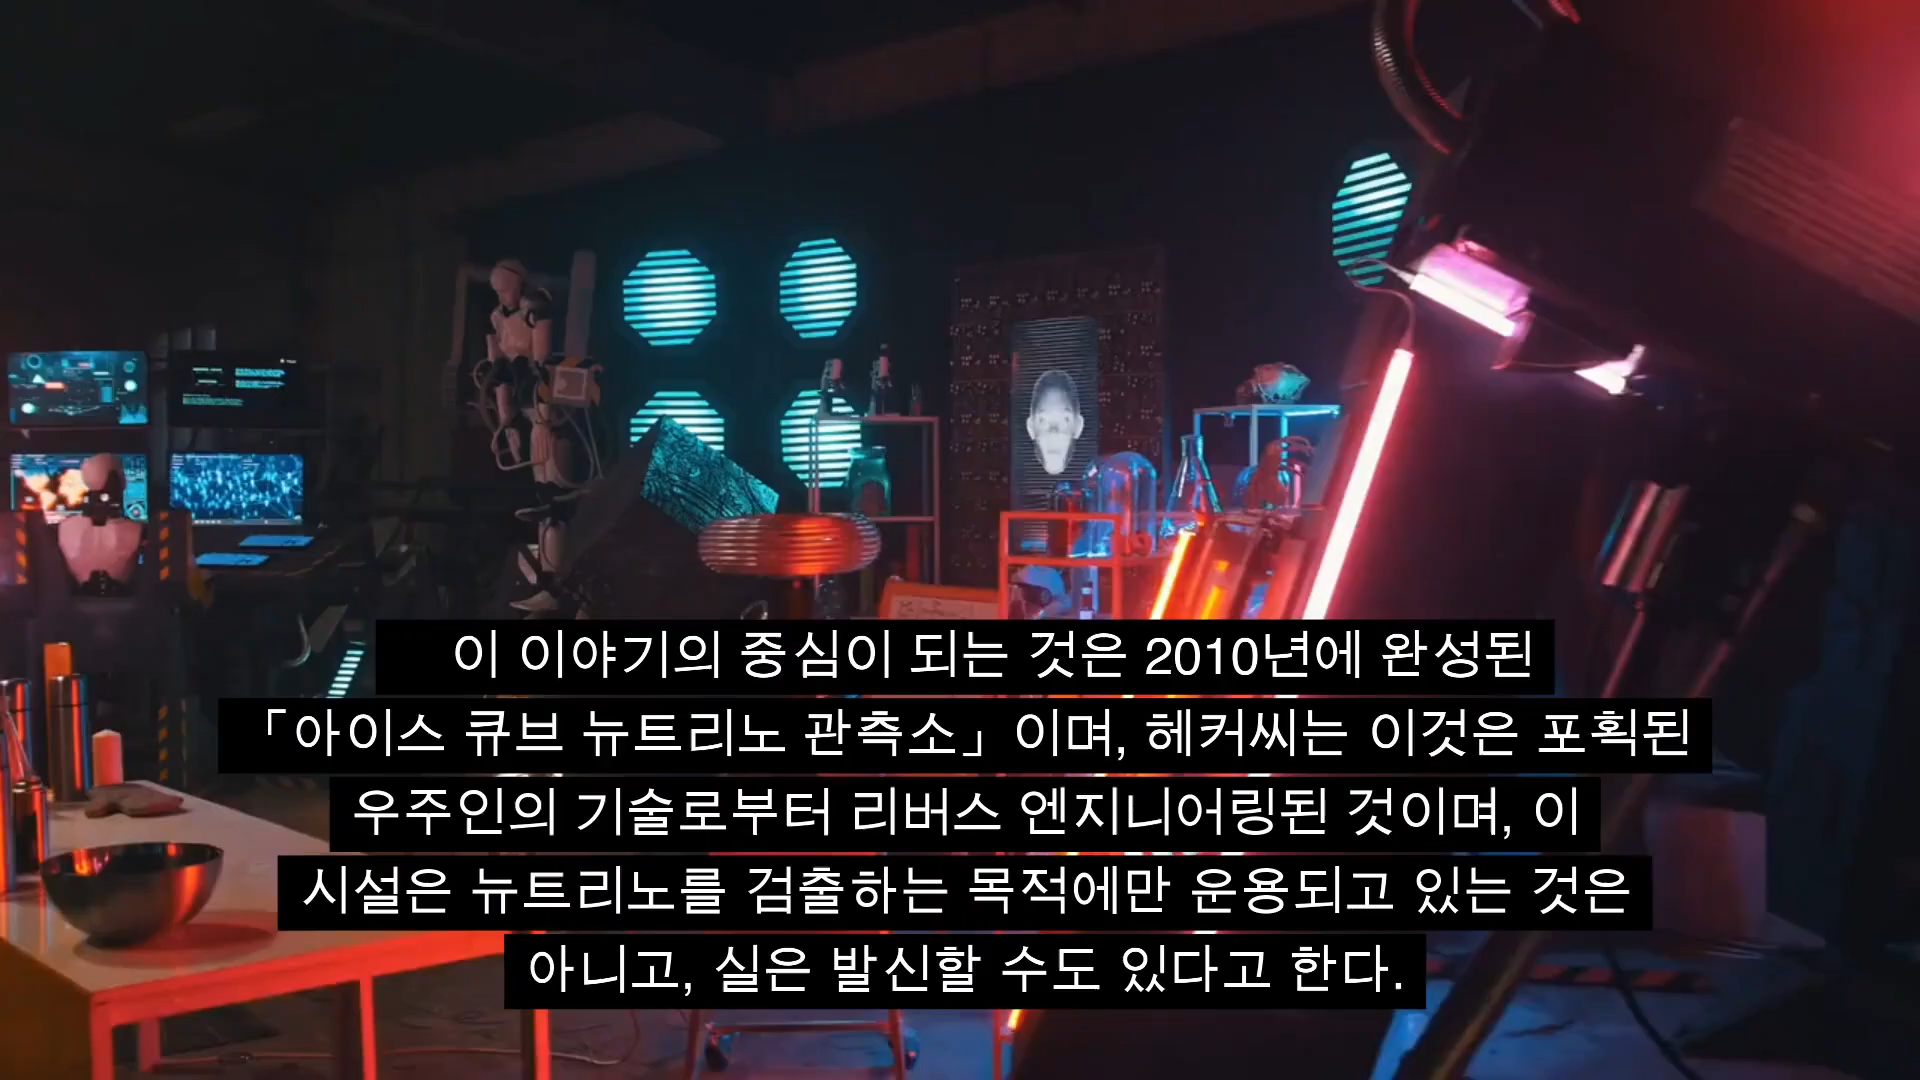 이 이야기의 중심이 되는 것은 2010년에 완성된
「아이스 큐브 뉴트리노 관측소」이며, 헤커씨는 이것은 포획된
우주인의 기술로부터 리버스 엔지니어링된 것이며, 이
시설은 뉴트리노를 검출하는 목적에만 운용되고 있는 것은
아니고, 실은 발신할 수도 있다고 한다.